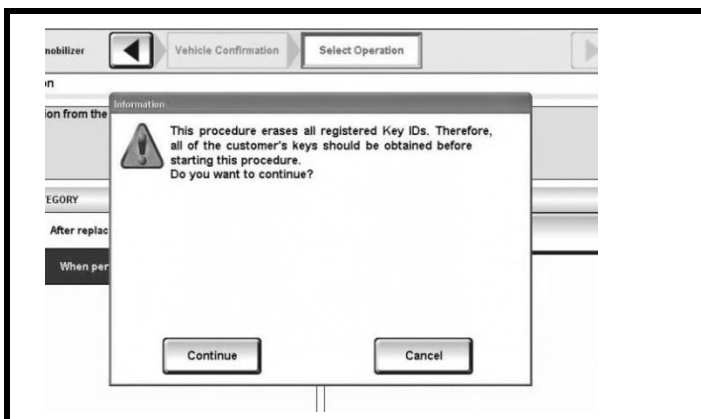 nobilizer
Vehicle Confirmation
Select Operation
on
Information
ion from the
This procedure erases all registered Key IDs. Therefore,
all of the customer's keys should be obtained before
starting this procedure.
Do you want to continue?
EGORY
After replac
When per
Continue
Cancel